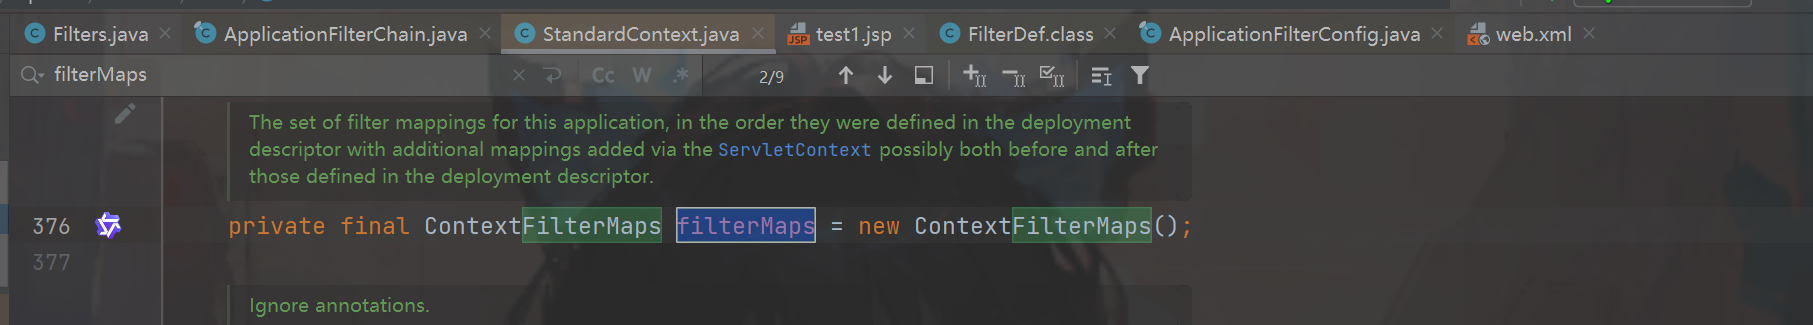 Filters.java
ApplicationFilterChain.java
StandardContext.java
test1.jsp
FilterDef.class
ApplicationFilterConfig.java
web.xml
filterMaps
Cc
W
.*
2/9
The set of filter mappings for this application, in the order they were defined in the deployment
descriptor with additional mappings added via the ServletContext possibly both before and after
those defined in the deployment descriptor.
376
private final ContextFilterMaps filterMaps = new ContextFilterMaps();
377
Ignore annotations.